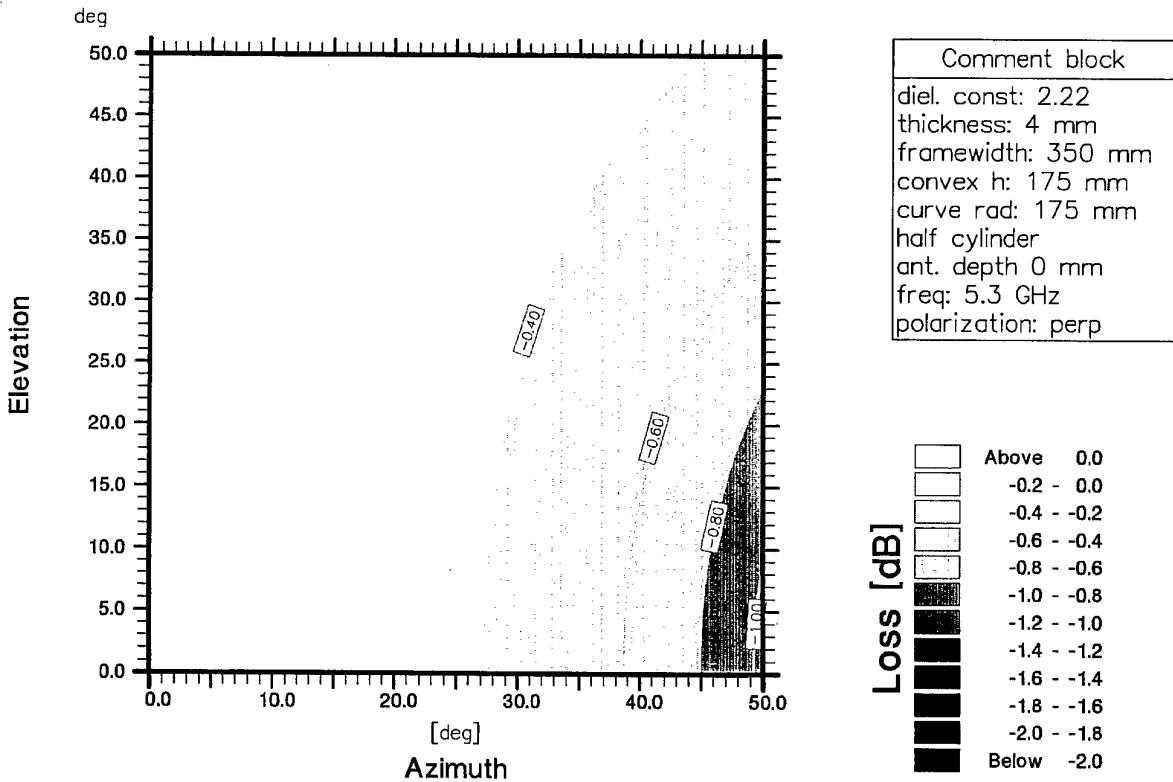 deg
50.0
45.0
40.0
35.0
30.0
25.0
20.0
15.0
10.0
5.0
0.0
Elevation
0.0 10.0 20.0 30.0 40.0 50.0
[deg]
Azimuth
-0.40
-0.60
-0.80
-1.00
Comment block
diel. const: 2.22
thickness: 4 mm
framewidth: 350 mm
convex h: 175 mm
curve rad: 175 mm
half cylinder
ant. depth 0 mm
freq: 5.3 GHz
polarization: perp
Loss [dB]
Above 0.0
-0.2 - 0.0
-0.4 - -0.2
-0.6 - -0.4
-0.8 - -0.6
-1.0 - -0.8
-1.2 - -1.0
-1.4 - -1.2
-1.6 - -1.4
-1.8 - -1.6
-2.0 - -1.8
Below -2.0